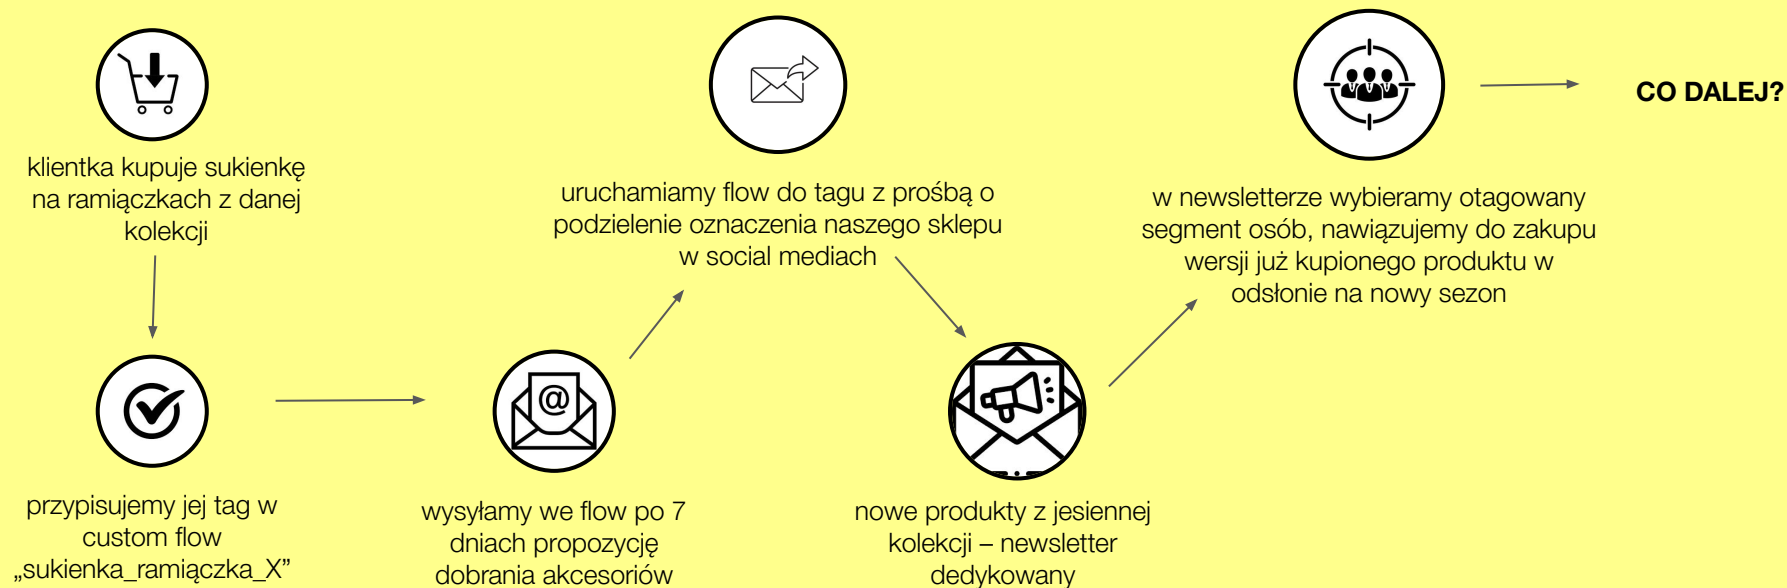 klientka kupuje sukienkę
na ramiączkach z danej
kolekcji
przypisujemy jej tag w
custom flow
„sukienka_ramiączka_X”
@
wysyłamy we flow po 7
dniach propozycję
dobrania akcesoriów
uruchamiamy flow do tagu z prośbą o
podzielenie oznaczenia naszego sklepu
w social mediach
nowe produkty z jesiennej
kolekcji – newsletter
dedykowany
w newsletterze wybieramy otagowany
segment osób, nawiązujemy do zakupu
wersji już kupionego produktu w
odsłonie na nowy sezon
CO DALEJ?